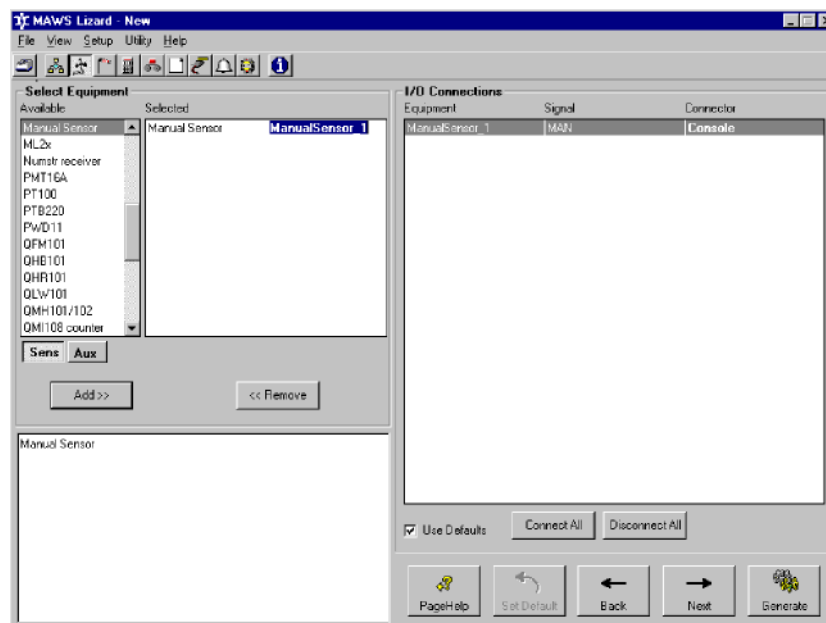 MAWS Lizard - New
File View Setup Utility Help
Select Equipment
Available Selected
Manual Sensor
ML2x
Numstr receiver
PMT16A
PT100
PTB220
PWD11
QFM101
QHB101
QHR101
QLW101
QMH101/102
QMI108 counter
Manual Sensor ManualSensor_1
Sens Aux
Add >> << Remove
Manual Sensor
I/O Connections
Equipment Signal Connector
ManualSensor_1 MAN Console
Use Defaults Connect All Disconnect All
PageHelp Set Default Back Next Generate